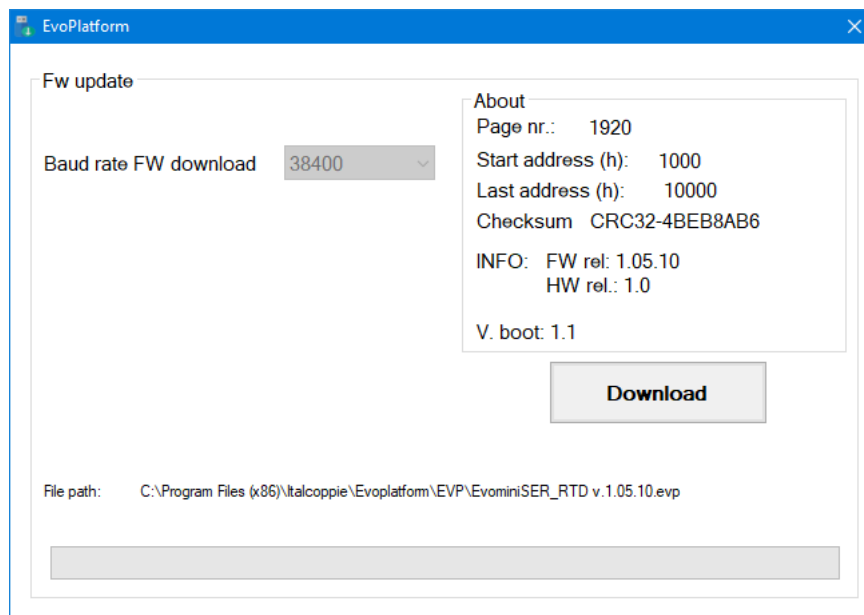 EvoPlatform
Fw update
Baud rate FW download 38400
About
Page nr.: 1920
Start address (h): 1000
Last address (h): 10000
Checksum CRC32-4BEB8AB6
INFO: FW rel: 1.05.10
HW rel.: 1.0
V. boot: 1.1
Download
File path: C:\Program Files (x86)\Italcoppie\Evoplatform\EVP\EvominiSER_RTD v.1.05.10.evp